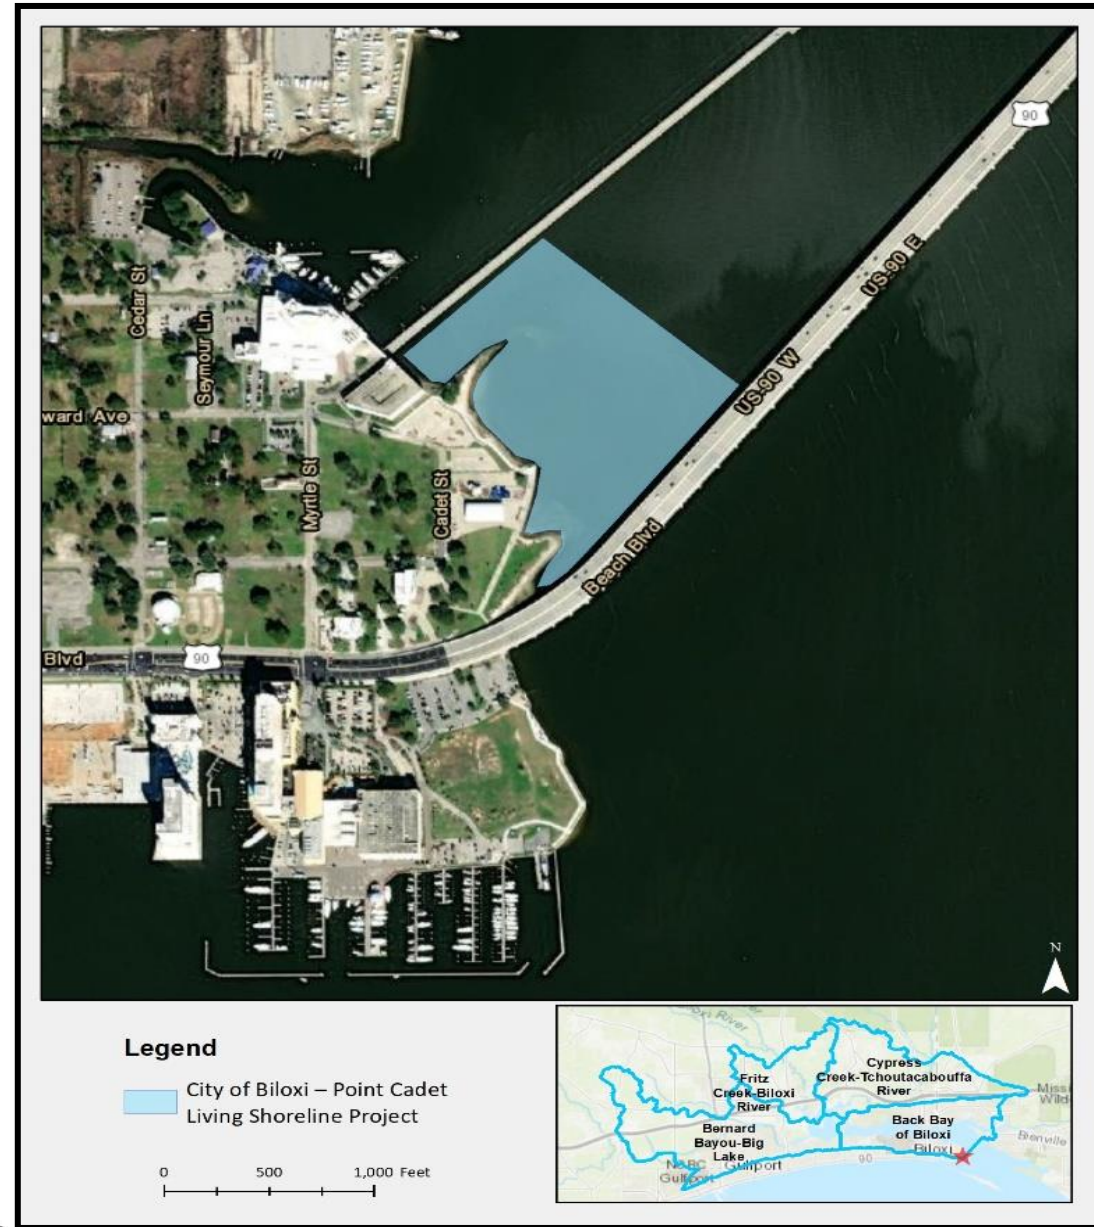 90
US-90 E
Cedar St
Seymour Ln
US-90 W
ward Ave
Myrtle St
Cadet St
Beach Blvd
Blvd
90
N
Legend
City of Biloxi – Point Cadet
Living Shoreline Project
0 500 1,000 Feet
River
Cypress
Creek-Tchoutacabouffa
River
Fritz
Creek-Biloxi
River
Back Bay
of Biloxi
Biloxi
Bernard
Bayou-Big
Lake
Gulfport
Gulfport
90